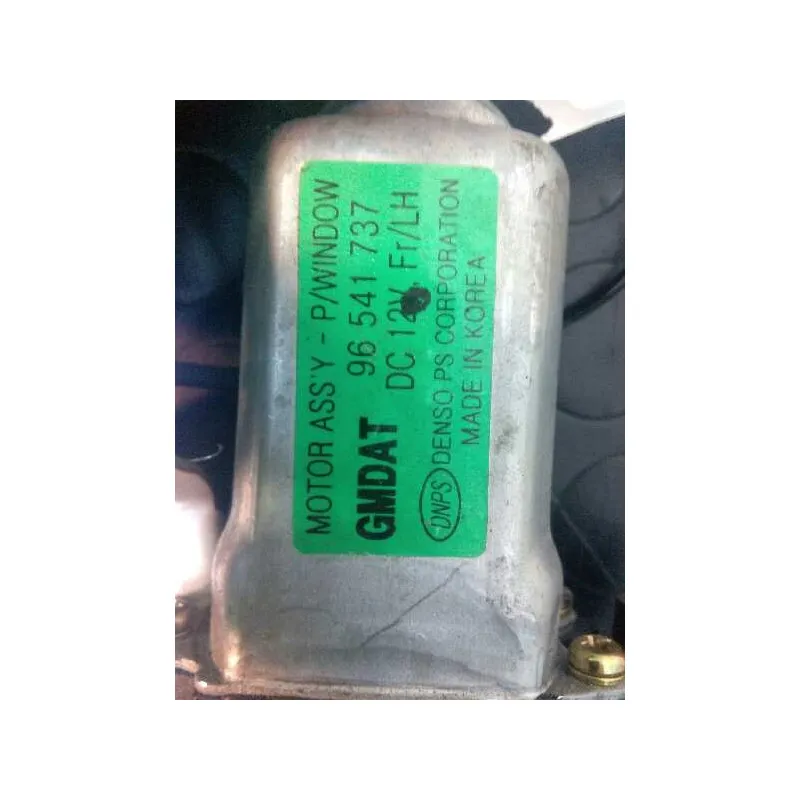 MOTOR ASS'Y - P/WINDOW
GMDAT 96 541 737
DC 12V Fr/LH
DNPS DENSO PS CORPORATION
MADE IN KOREA